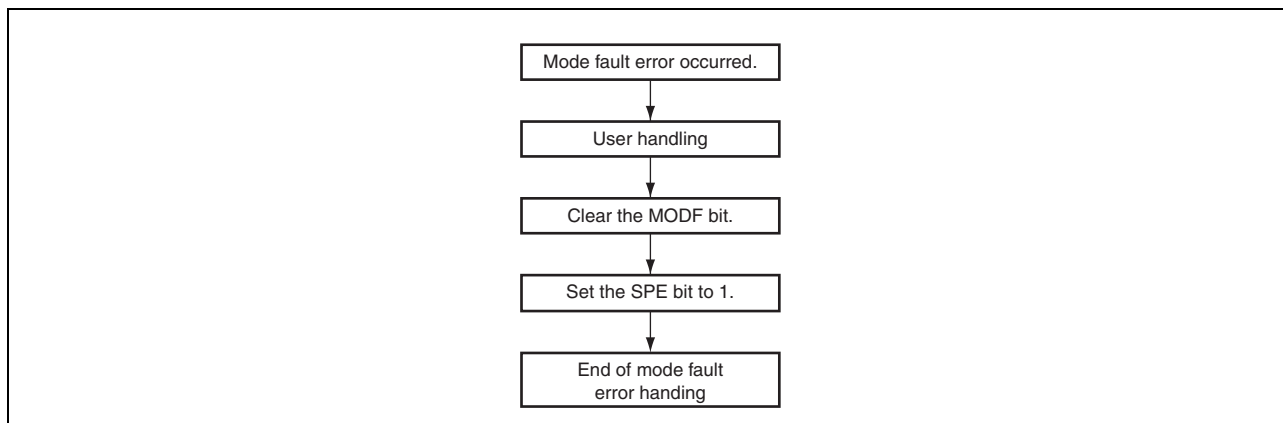 Mode fault error occurred.
User handling
Clear the MODF bit.
Set the SPE bit to 1.
End of mode fault
error handing